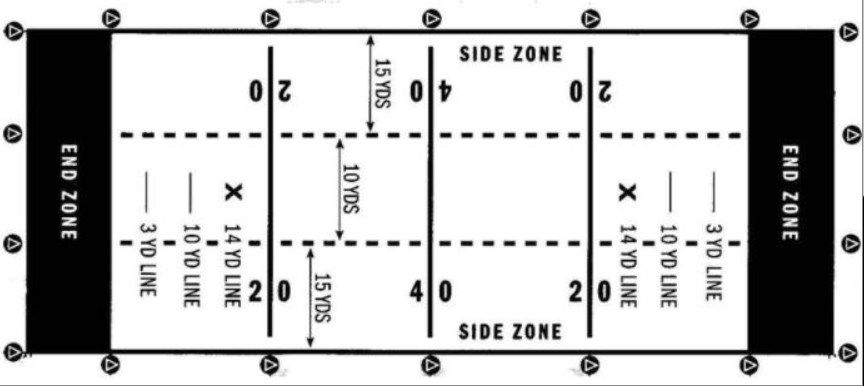 SIDE ZONE
20
40
20
15 YDS
END ZONE
10 YDS
END ZONE
3 YD LINE
10 YD LINE
X
14 YD LINE
X
14 YD LINE
10 YD LINE
3 YD LINE
20
40
20
15 YDS
SIDE ZONE